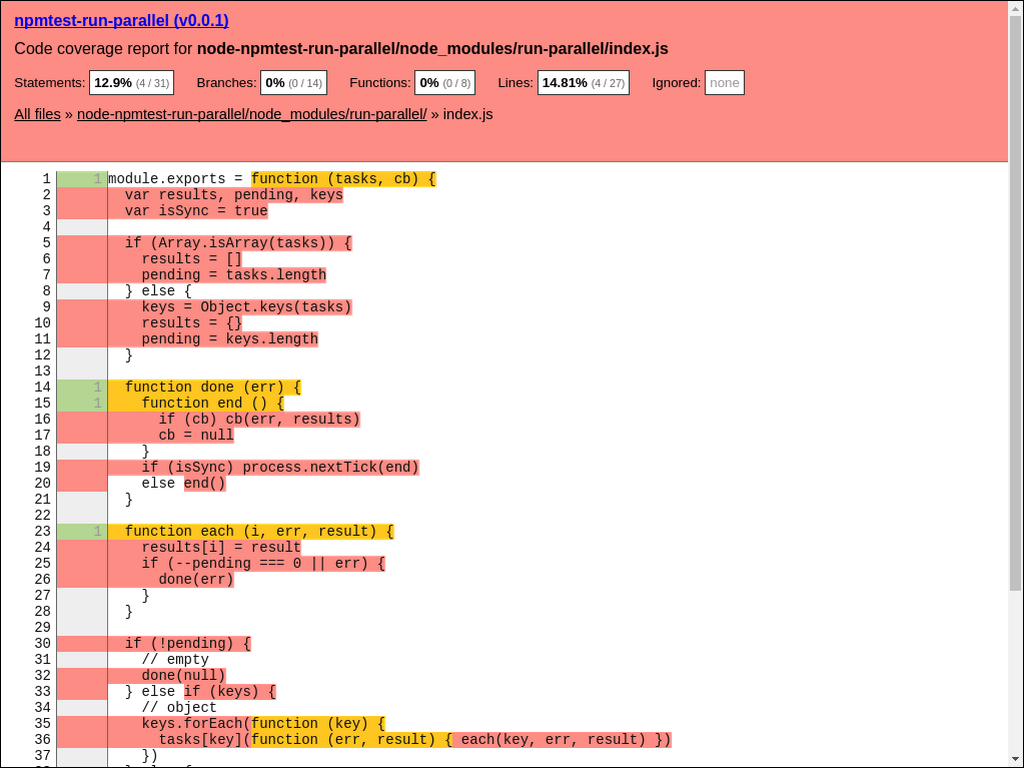 npmtest-run-parallel (v0.0.1)
Code coverage report for node-npmtest-run-parallel/node_modules/run-parallel/index.js
Statements: 12.9% (4 / 31) Branches: 0% (0 / 14) Functions: 0% (0 / 8) Lines: 14.81% (4 / 27) Ignored: none
All files » node-npmtest-run-parallel/node_modules/run-parallel/ » index.js
1 1 module.exports = function (tasks, cb) {
2   var results, pending, keys
3   var isSync = true
4
5   if (Array.isArray(tasks)) {
6     results = []
7     pending = tasks.length
8   } else {
9     keys = Object.keys(tasks)
10     results = {}
11     pending = keys.length
12   }
13
14 1   function done (err) {
15 1     function end () {
16       if (cb) cb(err, results)
17       cb = null
18     }
19     if (isSync) process.nextTick(end)
20     else end()
21   }
22
23 1   function each (i, err, result) {
24     results[i] = result
25     if (--pending === 0 || err) {
26       done(err)
27     }
28   }
29
30   if (!pending) {
31     // empty
32     done(null)
33   } else if (keys) {
34     // object
35     keys.forEach(function (key) {
36       tasks[key](function (err, result) { each(key, err, result) })
37     })